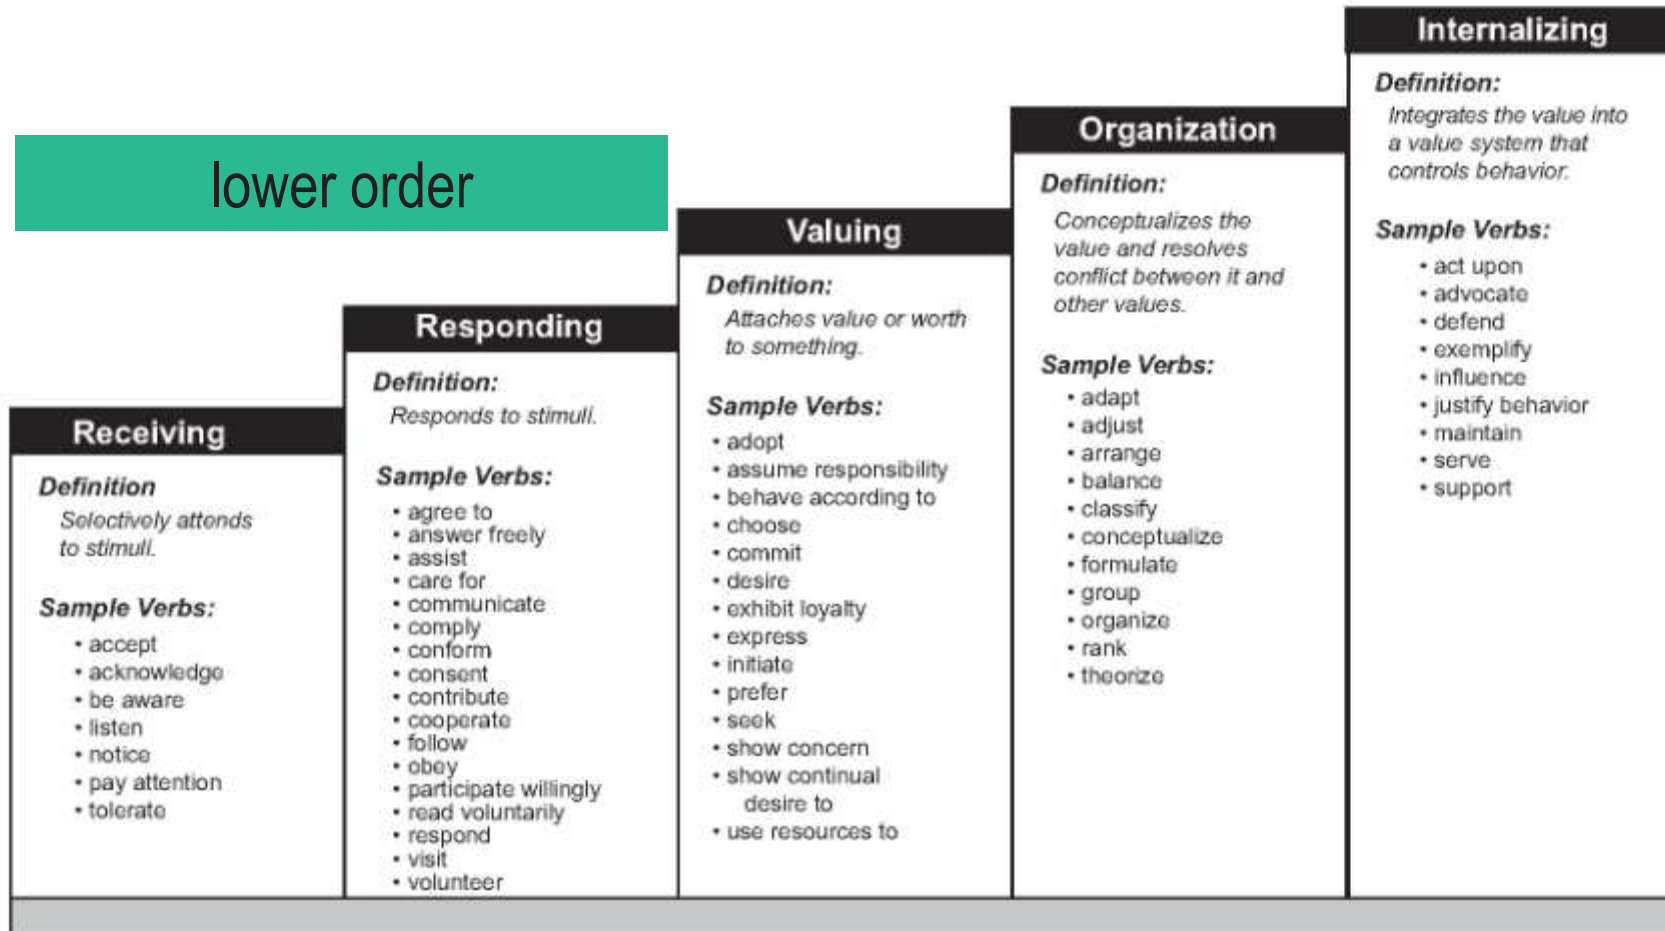 lower order
Receiving
Definition
Selectively attends
to stimuli.
Sample Verbs:
• accept
• acknowledge
• be aware
• listen
• notice
• pay attention
• tolerate
Responding
Definition:
Responds to stimuli.
Sample Verbs:
• agree to
• answer freely
• assist
• care for
• communicate
• comply
• conform
• consent
• contribute
• cooperate
• follow
• obey
• participate willingly
• read voluntarily
• respond
• visit
• volunteer
Valuing
Definition:
Attaches value or worth
to something.
Sample Verbs:
• adopt
• assume responsibility
• behave according to
• choose
• commit
• desire
• exhibit loyalty
• express
• initiate
• prefer
• seek
• show concern
• show continual
desire to
• use resources to
Organization
Definition:
Conceptualizes the
value and resolves
conflict between it and
other values.
Sample Verbs:
• adapt
• adjust
• arrange
• balance
• classify
• conceptualize
• formulate
• group
• organize
• rank
• theorize
Internalizing
Definition:
Integrates the value into
a value system that
controls behavior.
Sample Verbs:
• act upon
• advocate
• defend
• exemplify
• influence
• justify behavior
• maintain
• serve
• support